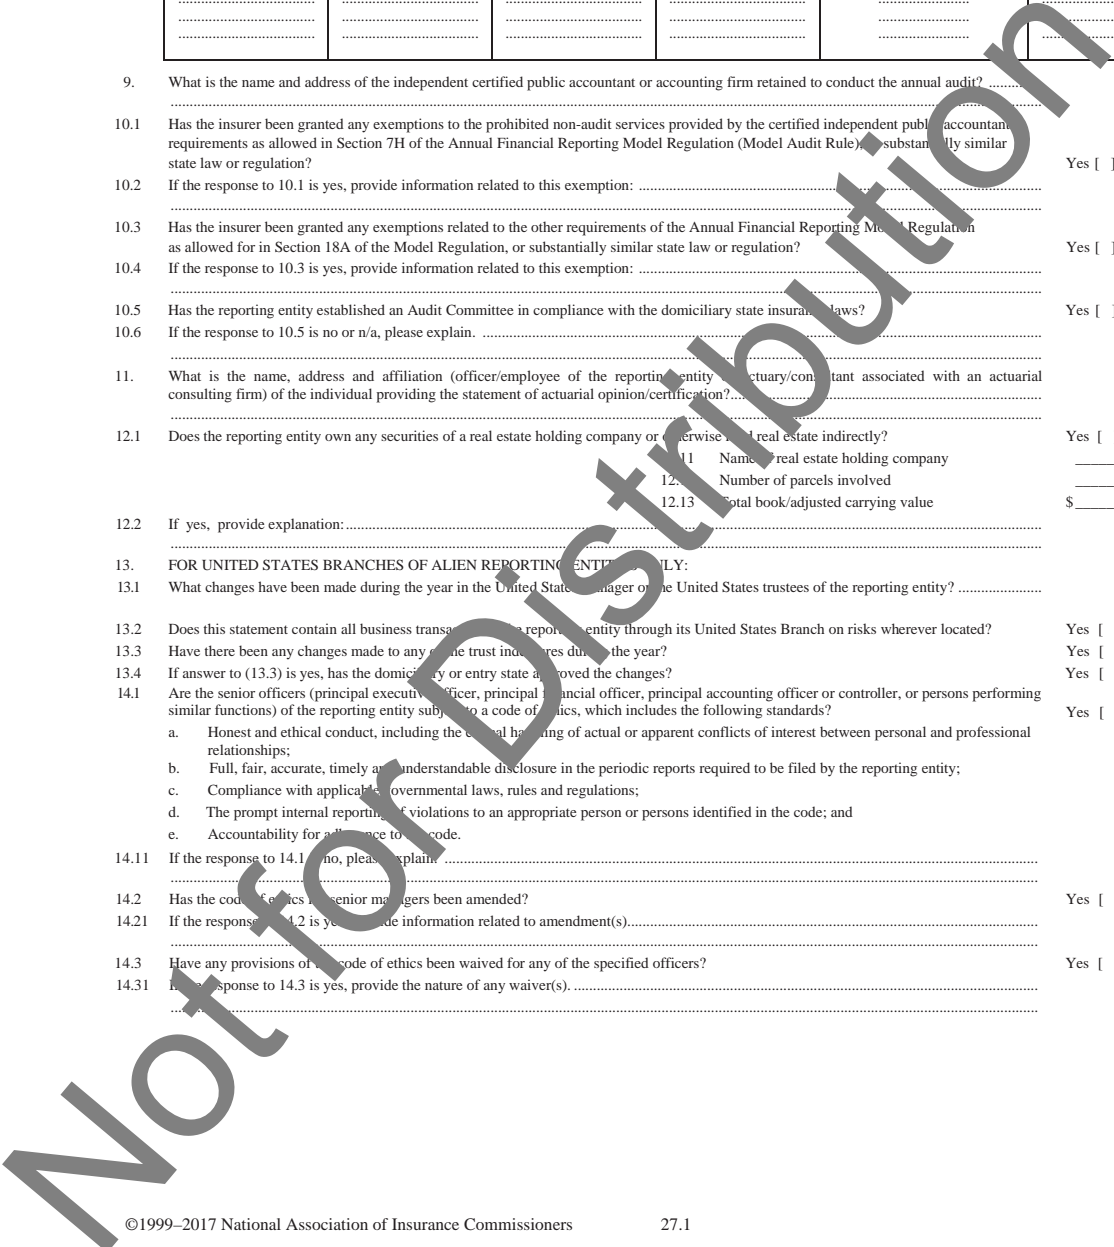 9. What is the name and address of the independent certified public accountant or accounting firm retained to conduct the annual audit? ..........
10.1 Has the insurer been granted any exemptions to the prohibited non-audit services provided by the certified independent public accountant
requirements as allowed in Section 7H of the Annual Financial Reporting Model Regulation (Model Audit Rule), substantially similar
state law or regulation? Yes [ ]
10.2 If the response to 10.1 is yes, provide information related to this exemption: ..........
10.3 Has the insurer been granted any exemptions related to the other requirements of the Annual Financial Reporting Model Regulation
as allowed for in Section 18A of the Model Regulation, or substantially similar state law or regulation? Yes [ ]
10.4 If the response to 10.3 is yes, provide information related to this exemption: ..........
10.5 Has the reporting entity established an Audit Committee in compliance with the domiciliary state insurance laws? Yes [ ]
10.6 If the response to 10.5 is no or n/a, please explain. ..........
11. What is the name, address and affiliation (officer/employee of the reporting entity actuary/consultant associated with an actuarial
consulting firm) of the individual providing the statement of actuarial opinion/certification?..........
12.1 Does the reporting entity own any securities of a real estate holding company or otherwise hold real estate indirectly? Yes [
11 Name of real estate holding company
Number of parcels involved
12.13 Total book/adjusted carrying value $
12.2 If yes, provide explanation:..........
13. FOR UNITED STATES BRANCHES OF ALIEN REPORTING ENTITIES ONLY:
13.1 What changes have been made during the year in the United States manager or the United States trustees of the reporting entity? ..........
13.2 Does this statement contain all business transacted reporting entity through its United States Branch on risks wherever located? Yes [
13.3 Have there been any changes made to any of the trust indentures during the year? Yes [
13.4 If answer to (13.3) is yes, has the domiciliary or entry state approved the changes? Yes [
14.1 Are the senior officers (principal executive officer, principal financial officer, principal accounting officer or controller, or persons performing
similar functions) of the reporting entity subject to a code of ethics, which includes the following standards? Yes [
a. Honest and ethical conduct, including the ethical handling of actual or apparent conflicts of interest between personal and professional
relationships;
b. Full, fair, accurate, timely and understandable disclosure in the periodic reports required to be filed by the reporting entity;
c. Compliance with applicable governmental laws, rules and regulations;
d. The prompt internal reporting of violations to an appropriate person or persons identified in the code; and
e. Accountability for adherence to the code.
14.11 If the response to 14.1 is no, please explain: ..........
14.2 Has the code of ethics for senior managers been amended? Yes [
14.21 If the response to 14.2 is yes, provide information related to amendment(s)..........
14.3 Have any provisions of the code of ethics been waived for any of the specified officers? Yes [
14.31 If the response to 14.3 is yes, provide the nature of any waiver(s). ..........
©1999–2017 National Association of Insurance Commissioners 27.1
Not for Distribution